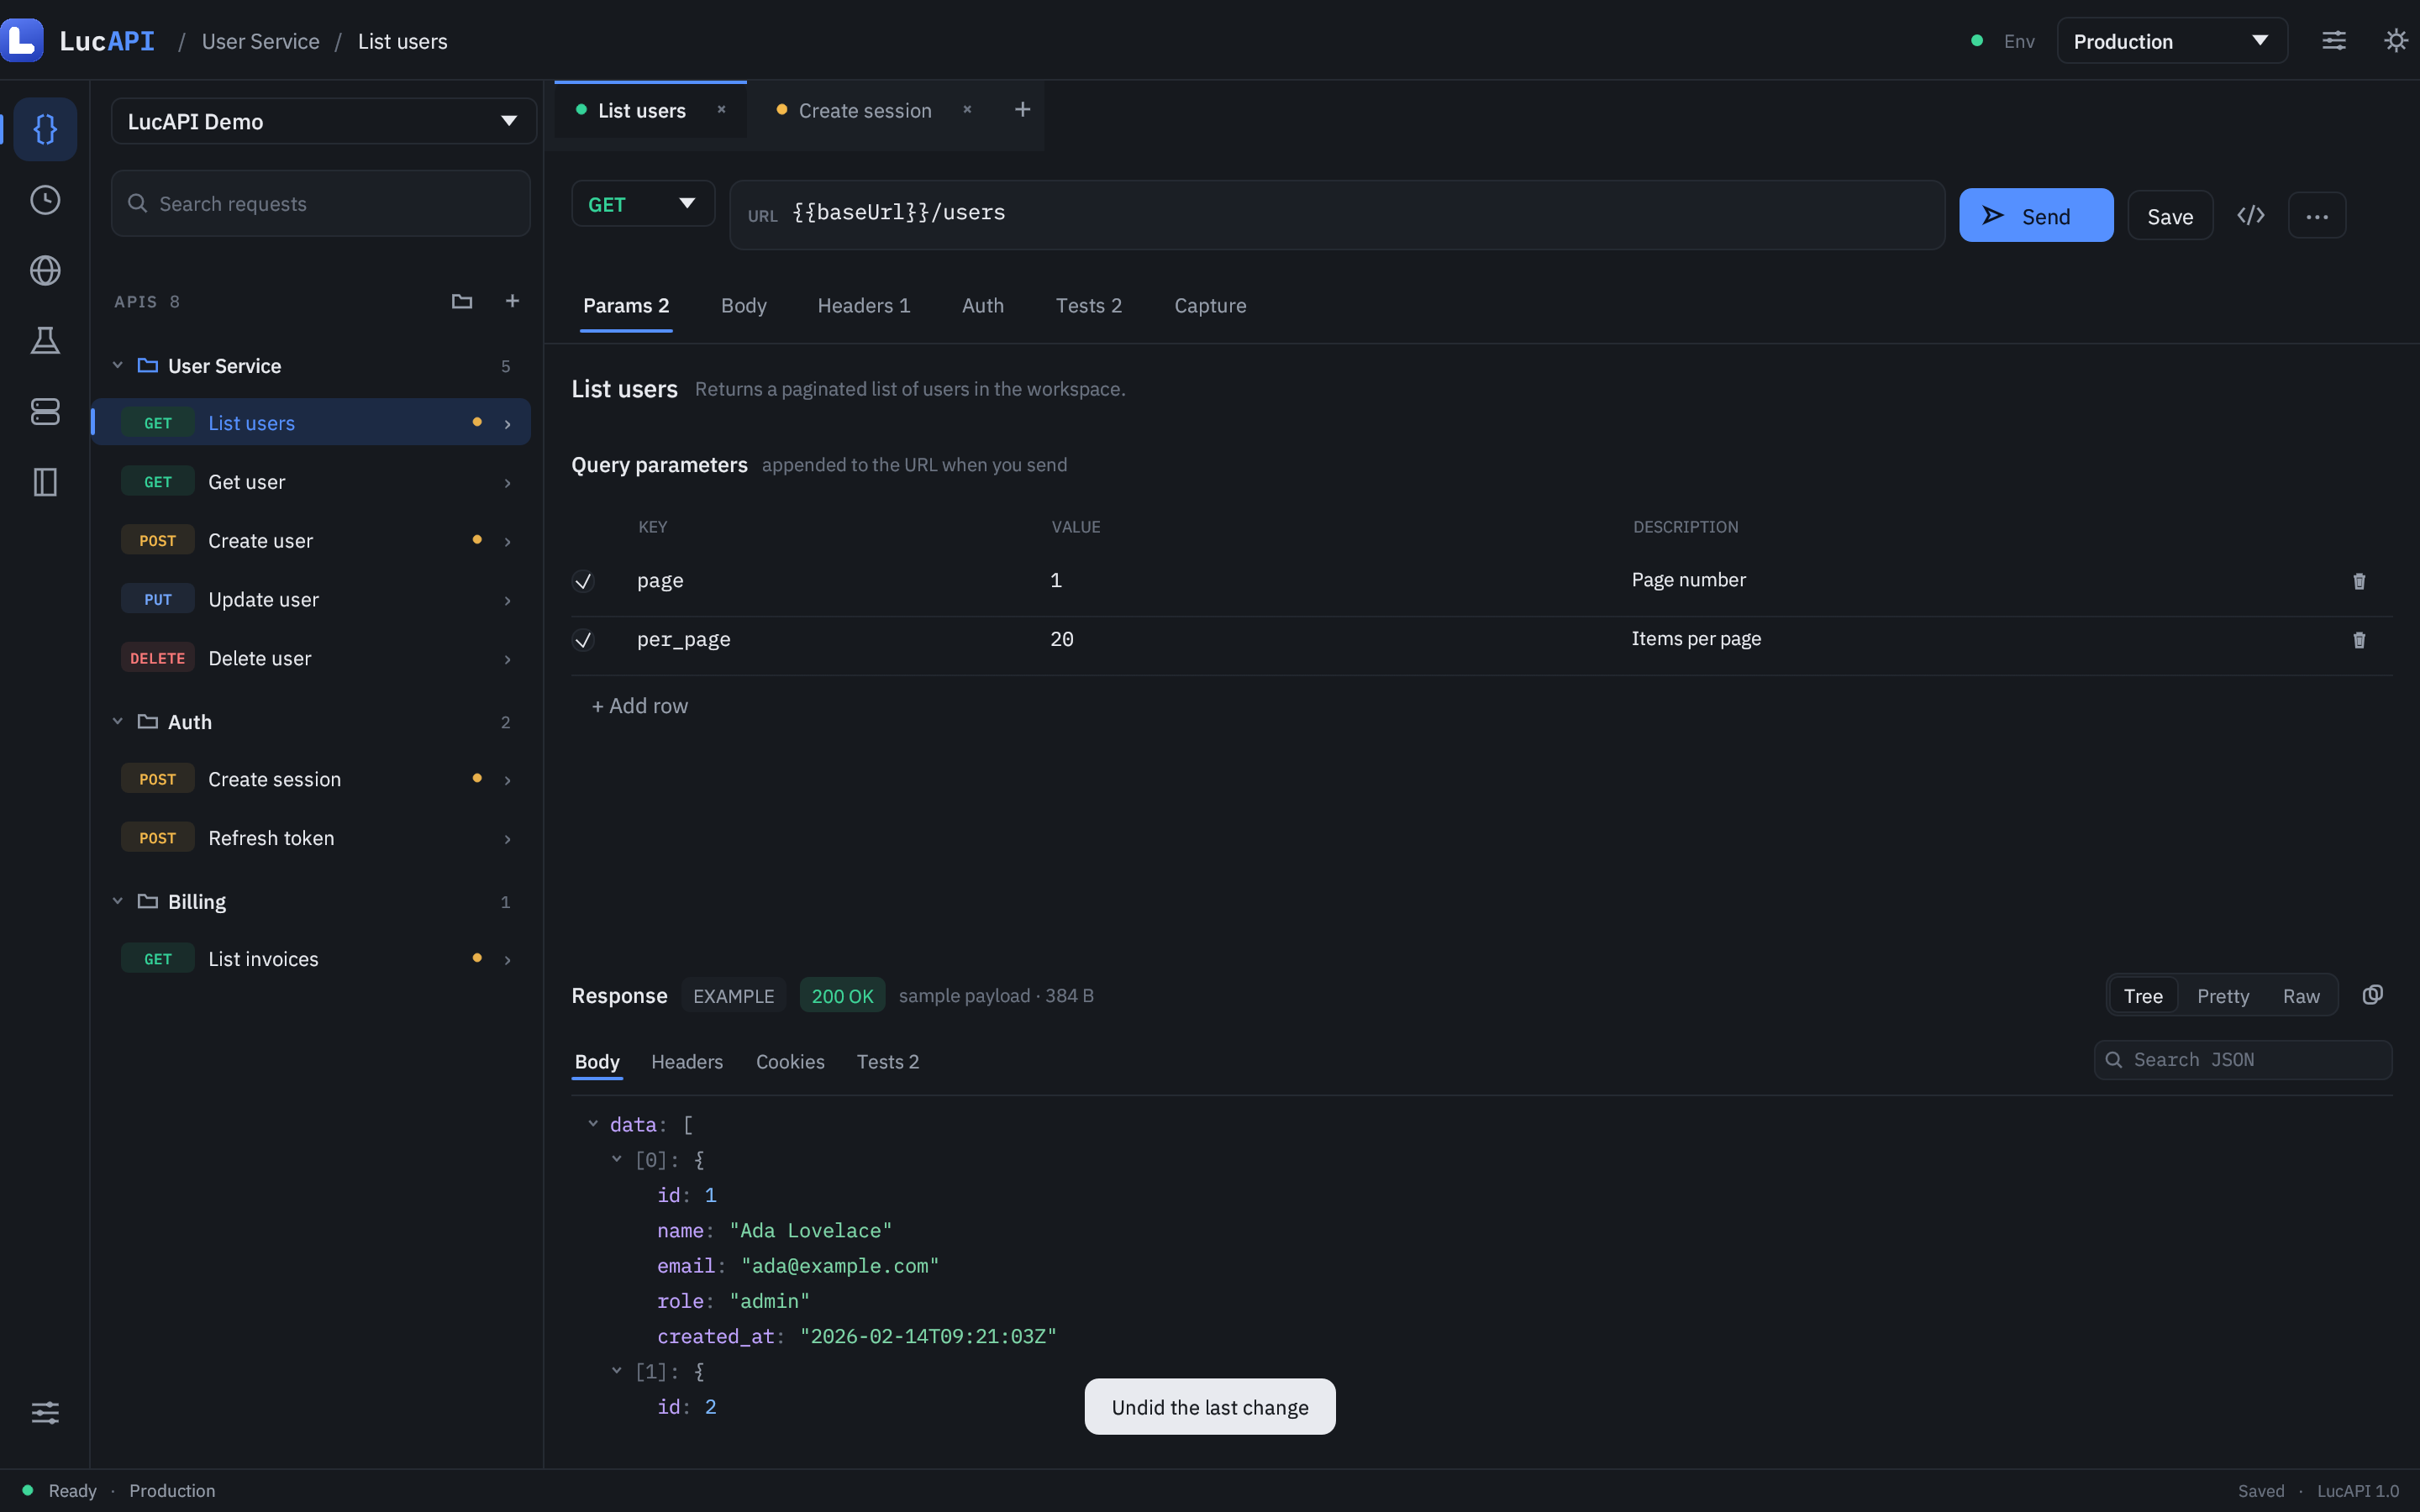 LucAPI / User Service / List users
Env Production
LucAPI Demo
Search requests
APIS 8
User Service 5
GET List users
GET Get user
POST Create user
PUT Update user
DELETE Delete user
Auth 2
POST Create session
POST Refresh token
Billing 1
GET List invoices
List users × Create session × +
GET URL {{baseUrl}}/users Send Save </> ...
Params 2 Body Headers 1 Auth Tests 2 Capture
List users Returns a paginated list of users in the workspace.
Query parameters appended to the URL when you send
KEY VALUE DESCRIPTION
page 1 Page number
per_page 20 Items per page
+ Add row
Response EXAMPLE 200 OK sample payload · 384 B Tree Pretty Raw
Body Headers Cookies Tests 2 Search JSON
data: [
[0]: {
id: 1
name: "Ada Lovelace"
email: "ada@example.com"
role: "admin"
created_at: "2026-02-14T09:21:03Z"
[1]: {
id: 2
Undid the last change
Ready · Production
Saved · LucAPI 1.0